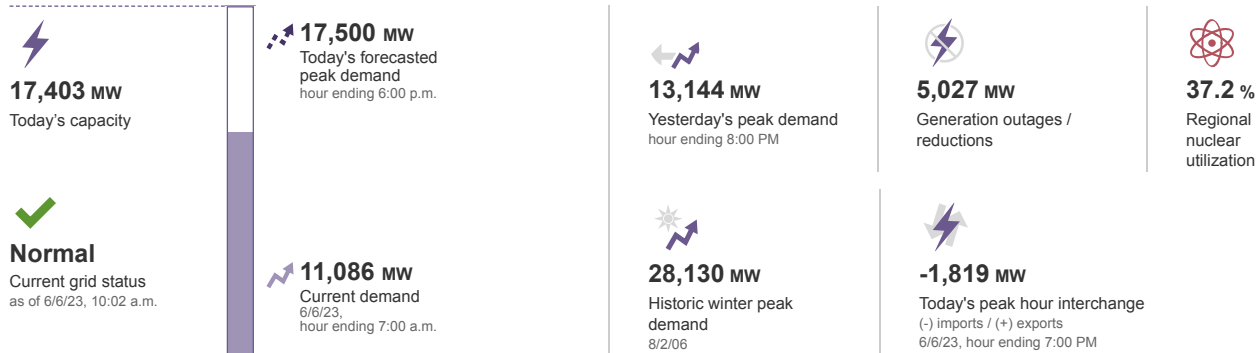 17,403 MW
Today's capacity
Normal
Current grid status
as of 6/6/23, 10:02 a.m.
17,500 MW
Today's forecasted
peak demand
hour ending 6:00 p.m.
11,086 MW
Current demand
6/6/23,
hour ending 7:00 a.m.
13,144 MW
Yesterday's peak demand
hour ending 8:00 PM
5,027 MW
Generation outages /
reductions
37.2 %
Regional
nuclear
utilization
28,130 MW
Historic winter peak
demand
8/2/06
-1,819 MW
Today's peak hour interchange
(-) imports / (+) exports
6/6/23, hour ending 7:00 PM